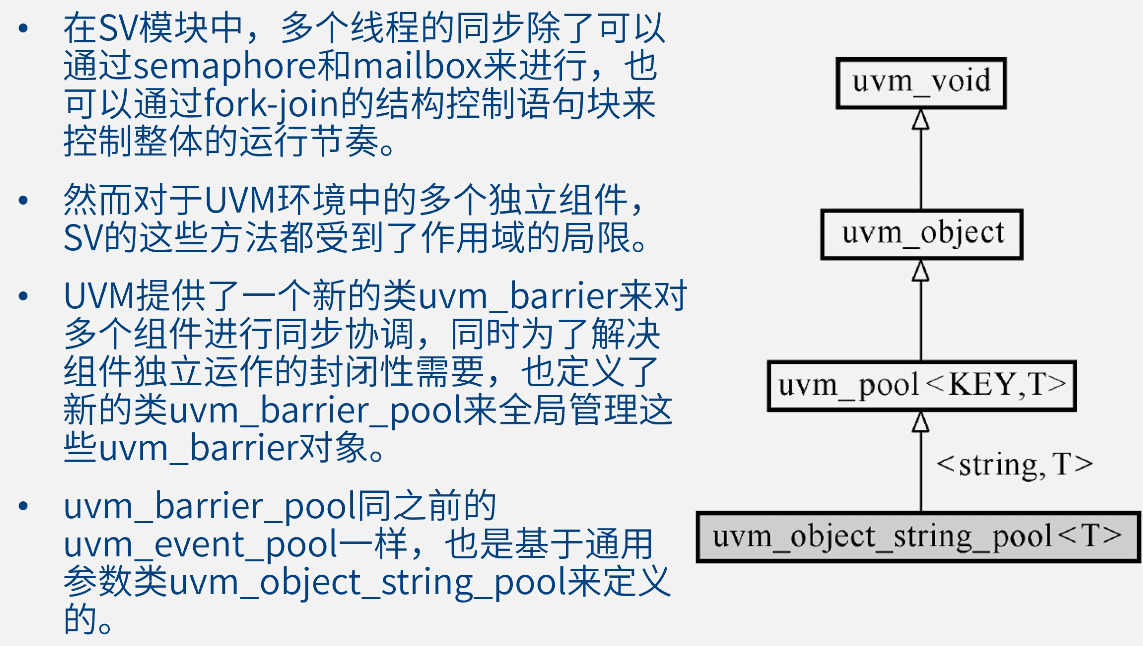 • 在SV模块中，多个线程的同步除了可以
通过semaphore和mailbox来进行，也
可以通过fork-join的结构控制语句块来
控制整体的运行节奏。
• 然而对于UVM环境中的多个独立组件，
SV的这些方法都受到了作用域的局限。
• UVM提供了一个新的类uvm_barrier来对
多个组件进行同步协调，同时为了解决
组件独立运作的封闭性需要，也定义了
新的类uvm_barrier_pool来全局管理这
些uvm_barrier对象。
• uvm_barrier_pool同之前的
uvm_event_pool一样，也是基于通用
参数类uvm_object_string_pool来定义
的。
uvm_void
uvm_object
uvm_pool<KEY,T>
<string,T>
uvm_object_string_pool<T>